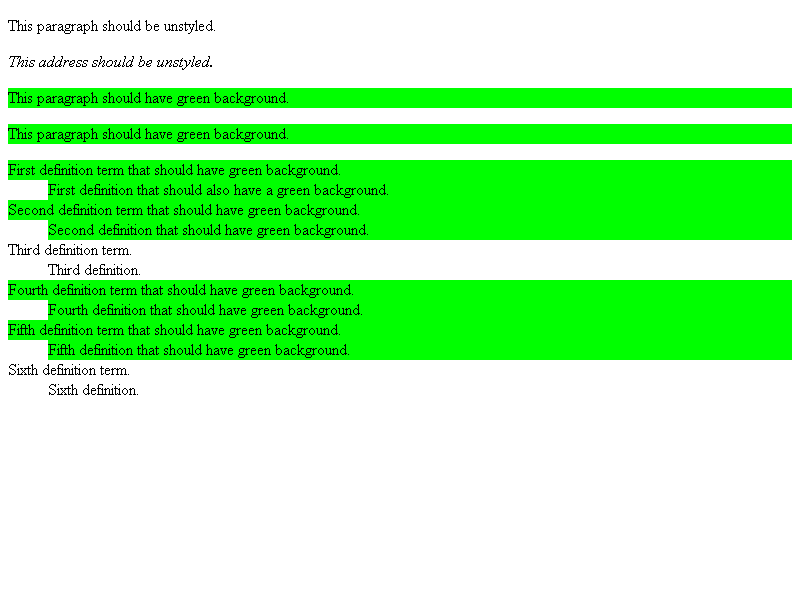 This paragraph should be unstyled.
This address should be unstyled.
This paragraph should have green background.
This paragraph should have green background.
First definition term that should have green background.
First definition that should also have a green background.
Second definition term that should have green background.
Second definition that should have green background.
Third definition term.
Third definition.
Fourth definition term that should have green background.
Fourth definition that should have green background.
Fifth definition term that should have green background.
Fifth definition that should have green background.
Sixth definition term.
Sixth definition.